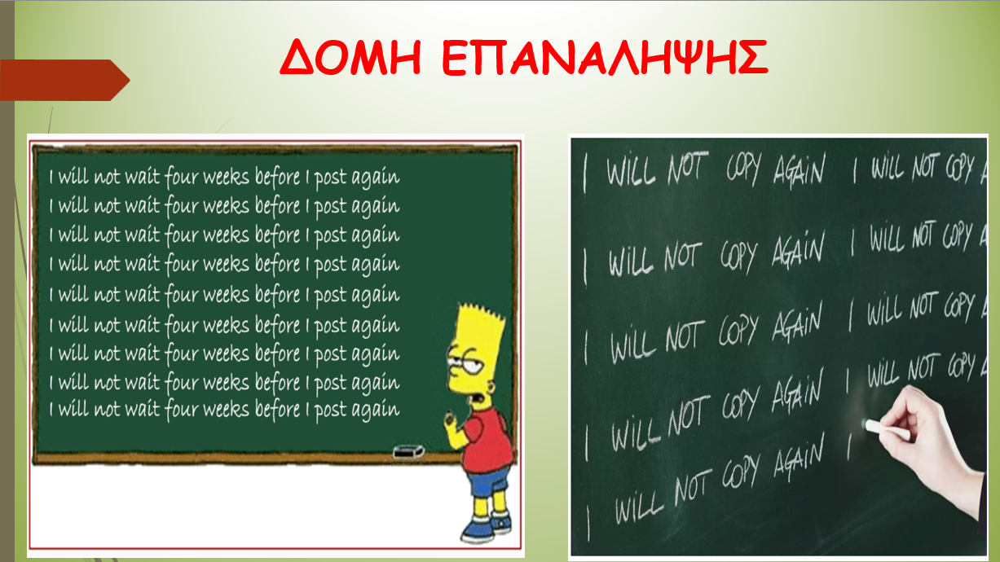 ΔΟΜΗ ΕΠΑΝΑΛΗΨΗΣ
I will not wait four weeks before I post again
I will not wait four weeks before I post again
I will not wait four weeks before I post again
I will not wait four weeks before I post again
I will not wait four weeks before I post again
I will not wait four weeks before I post again
I will not wait four weeks before I post again
I will not wait four weeks before I post again
I will not wait four weeks before I post again
I WiLL NOT COPY AGAiN I WiLL NOT COPY A
I WiLL NOT COPY AGAiN I WiLL NOT COPY A
I WiLL NOT COPY AGAiN I WiLL NOT COPY A
I WiLL NOT COPY AGAiN I WiLL NOT COPY A
I WiLL NOT COPY AGAiN I